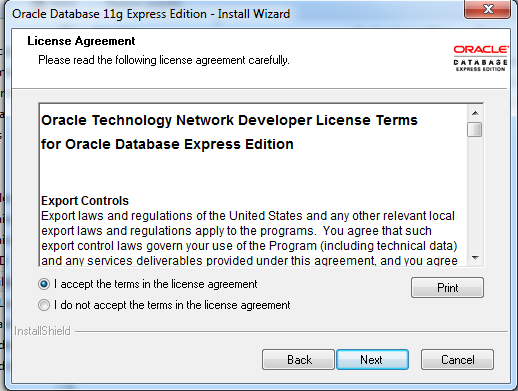 Oracle Database 11g Express Edition - Install Wizard
License Agreement
Please read the following license agreement carefully.
ORACLE
DATABASE
EXPRESS EDITION
Oracle Technology Network Developer License Terms
for Oracle Database Express Edition
Export Controls
Export laws and regulations of the United States and any other relevant local
export laws and regulations apply to the programs. You agree that such
export control laws govern your use of the Program (including technical data)
and any services deliverables provided under this agreement, and you agree
I accept the terms in the license agreement
I do not accept the terms in the license agreement
Print
InstallShield
Back
Next
Cancel